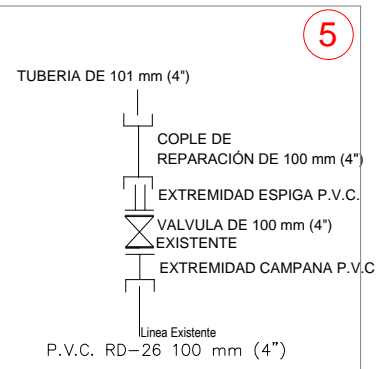 5
TUBERIA DE 101 mm (4")
COPLE DE
REPARACIÓN DE 100 mm (4")
EXTREMIDAD ESPIGA P.V.C.
VALVULA DE 100 mm (4")
EXISTENTE
EXTREMIDAD CAMPANA P.V.C
Linea Existente
P.V.C. RD-26 100 mm (4")